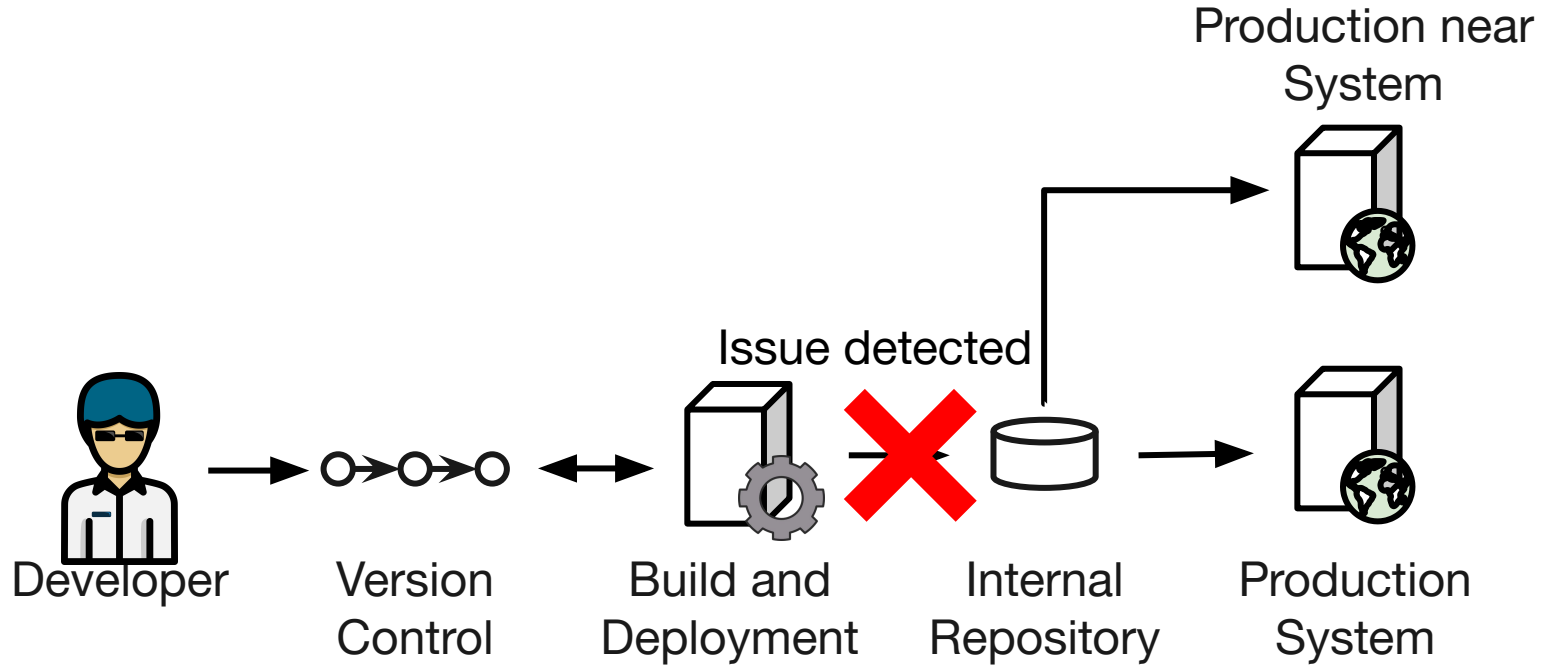 Production near
System
Issue detected
Developer
Version
Control
Build and
Deployment
Internal
Repository
Production
System